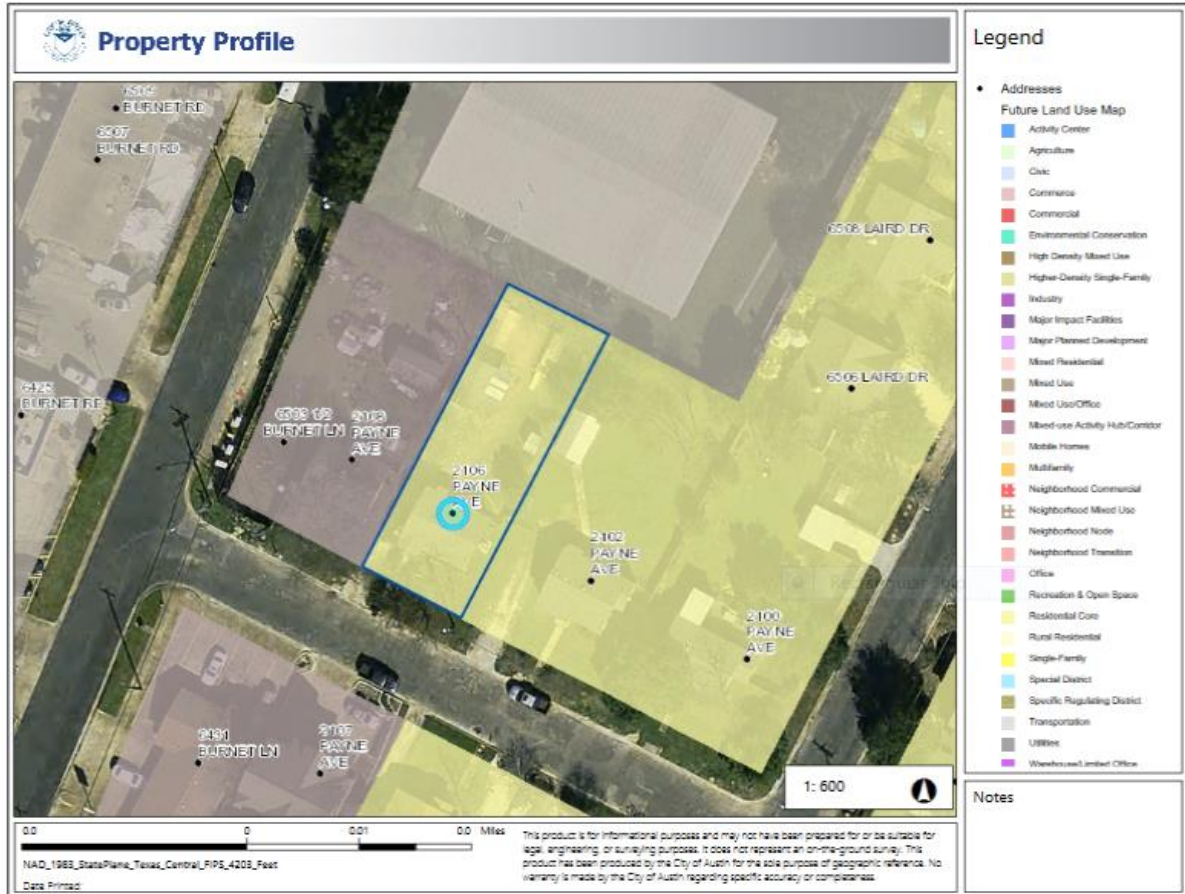 Property Profile
6505
BURNET RD
6507
BURNET RD
6508 LAIRD DR
6506 LAIRD DR
6425
BURNET RD
6503 1/2
BURNET LN
2108
PAYNE
AVE
2106
PAYNE
AVE
2102
PAYNE
AVE
2100
PAYNE
AVE
6431
BURNET LN
2107
PAYNE
AVE
1: 600
Legend
Addresses
Future Land Use Map
Activity Center
Agriculture
Civic
Commerce
Commercial
Environmental Conservation
High Density Mixed Use
Higher-Density Single-Family
Industry
Major Impact Facilities
Major Planned Development
Mixed Residential
Mixed Use
Mixed Use/Office
Mixed-use Activity Hub/Corridor
Mobile Homes
Multifamily
Neighborhood Commercial
Neighborhood Mixed Use
Neighborhood Node
Neighborhood Transition
Office
Recreation & Open Space
Residential Core
Rural Residential
Single-Family
Special District
Specific Regulating District
Transportation
Utilities
Warehouse/Limited Office
Notes
0.0 0 0.01 0.0 Miles
NAD_1983_StatePlane_Texas_Central_FIPS_4203_Feet
Date Printed:
This product is for informational purposes and may not have been prepared for or be suitable for
legal, engineering, or surveying purposes. It does not represent an on-the-ground survey. This
product has been produced by the City of Austin for the sole purpose of geographic reference. No
warranty is made by the City of Austin regarding specific accuracy or completeness.